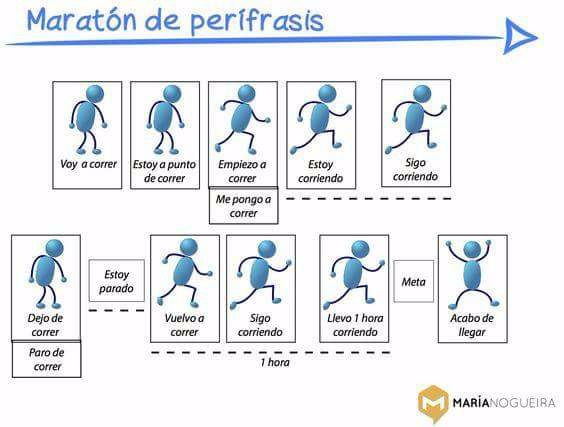 Maratón de perífrasis
Voy a correr
Estoy a punto
de correr
Empiezo a
correr
Me pongo a
correr
Estoy
corriendo
Sigo
corriendo
Dejo de
correr
Paro de
correr
Estoy
parado
Vuelvo a
correr
Sigo
corriendo
Llevo 1 hora
corriendo
1 hora
Meta
Acabo de
llegar
MARÍANOGUEIRA